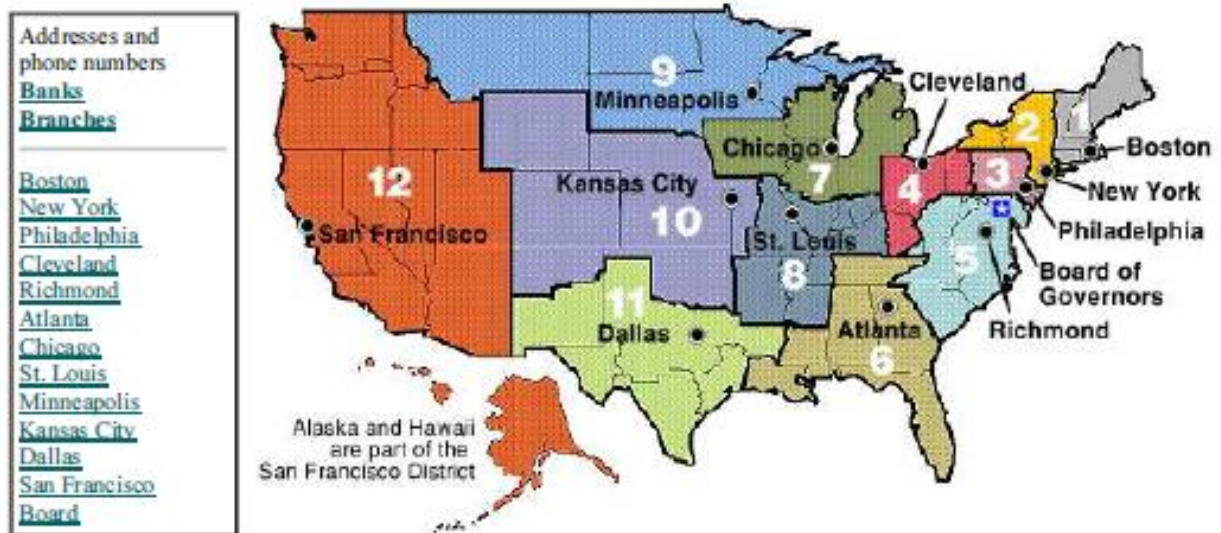 Addresses and
phone numbers
Banks
Branches
Boston
New York
Philadelphia
Cleveland
Richmond
Atlanta
Chicago
St. Louis
Minneapolis
Kansas City
Dallas
San Francisco
Board
9
Minneapolis
Cleveland
2
1
Chicago
7
Boston
12
Kansas City
10
4
3
New York
San Francisco
St. Louis
Philadelphia
8
5
Board of
Governors
11
Dallas
Atlanta
6
Richmond
Alaska and Hawaii
are part of the
San Francisco District